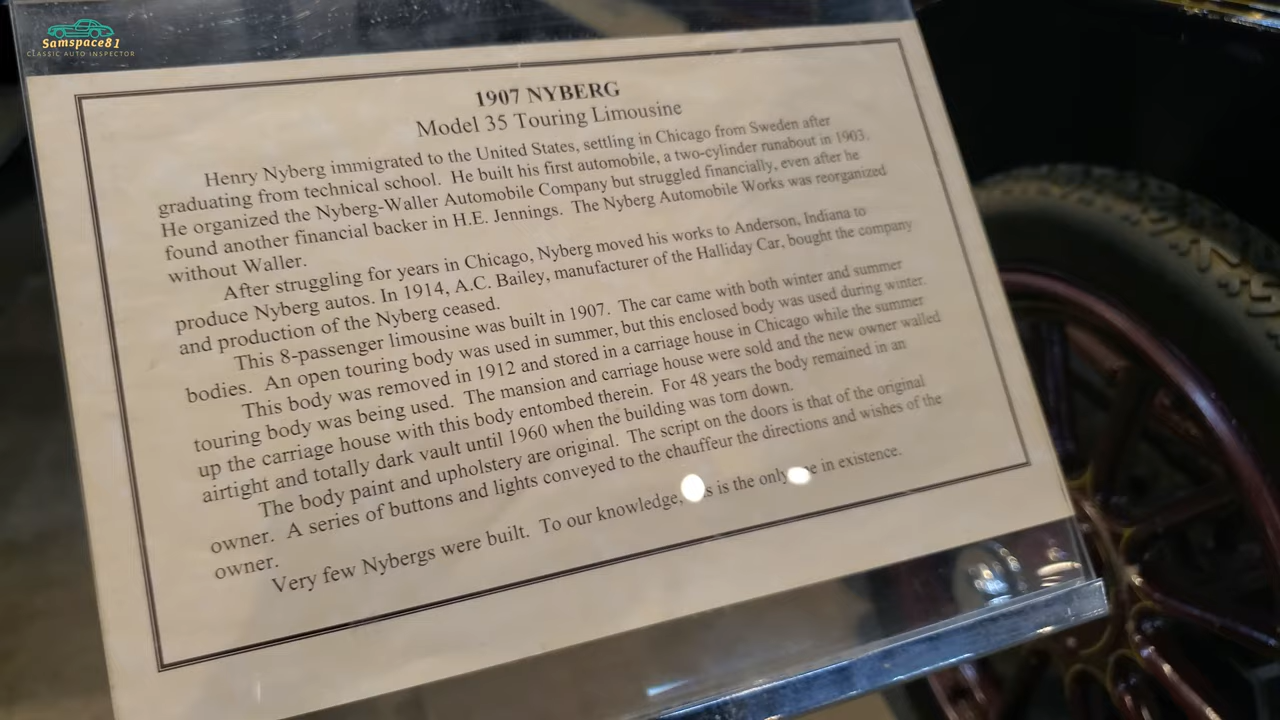 Samspace81
CLASSIC AUTO INSPECTOR
1907 NYBERG
Model 35 Touring Limousine
Henry Nyberg immigrated to the United States, settling in Chicago from Sweden after
graduating from technical school. He built his first automobile, a two-cylinder runabout in 1903.
He organized the Nyberg-Waller Automobile Company but struggled financially, even after he
found another financial backer in H.E. Jennings. The Nyberg Automobile Works was reorganized
without Waller.
After struggling for years in Chicago, Nyberg moved his works to Anderson, Indiana to
produce Nyberg autos. In 1914, A.C. Bailey, manufacturer of the Halliday Car, bought the company
and production of the Nyberg ceased.
This 8-passenger limousine was built in 1907. The car came with both winter and summer
bodies. An open touring body was used in summer, but this enclosed body was used during winter.
This body was removed in 1912 and stored in a carriage house in Chicago while the summer
touring body was being used. The mansion and carriage house were sold and the new owner walled
up the carriage house with this body entombed therein. For 48 years the body remained in an
airtight and totally dark vault until 1960 when the building was torn down.
The body paint and upholstery are original. The script on the doors is that of the original
owner. A series of buttons and lights conveyed to the chauffeur the directions and wishes of the
owner.
Very few Nybergs were built. To our knowledge, is the only in existence.